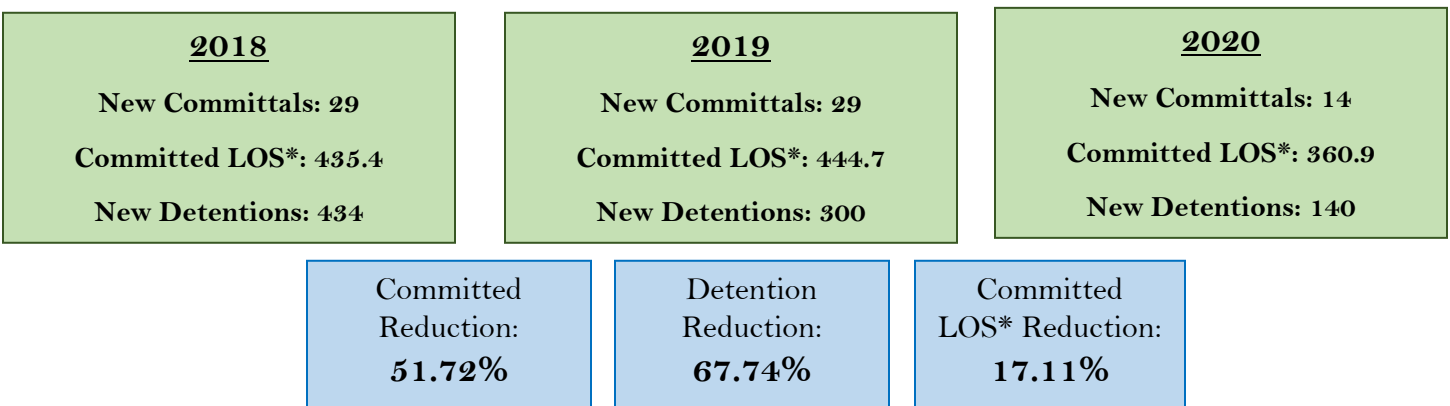 2018
New Committals: 29
Committed LOS*: 435.4
New Detentions: 434
2019
New Committals: 29
Committed LOS*: 444.7
New Detentions: 300
2020
New Committals: 14
Committed LOS*: 360.9
New Detentions: 140
Committed
Reduction:
51.72%
Detention
Reduction:
67.74%
Committed
LOS* Reduction:
17.11%